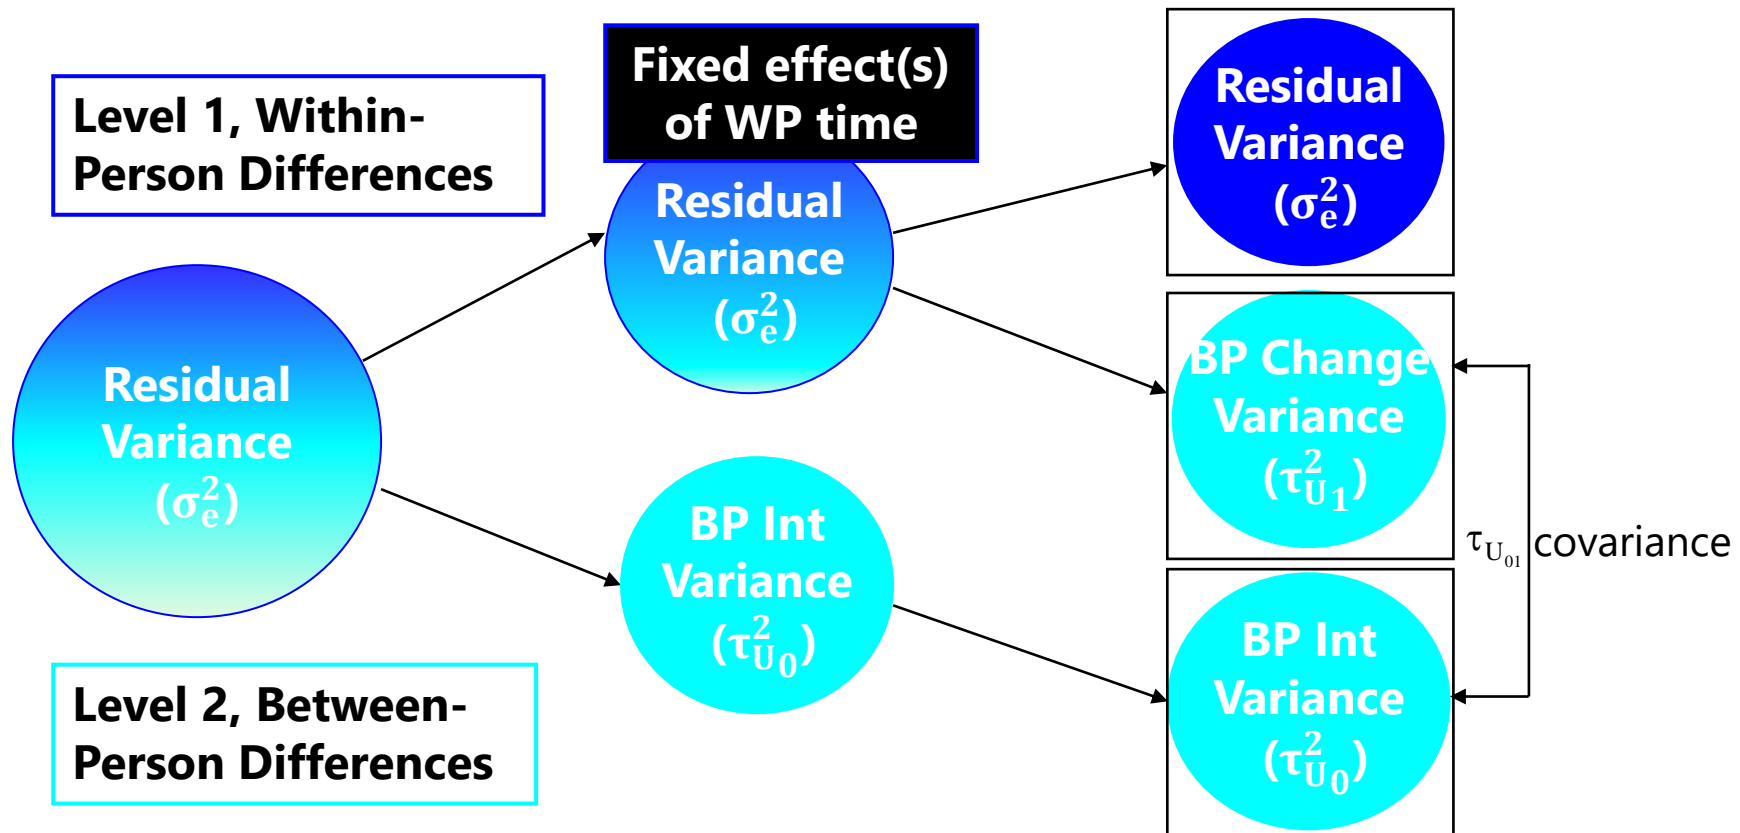 Level 1, Within-
Person Differences
Fixed effect(s)
of WP time
Residual
Variance
(σ²ₑ)
Residual
Variance
(σ²ₑ)
Residual
Variance
(σ²ₑ)
BP Change
Variance
(τ²U₁)
BP Int
Variance
(τ²U₀)
BP Int
Variance
(τ²U₀)
τU₀₁ covariance
Level 2, Between-
Person Differences